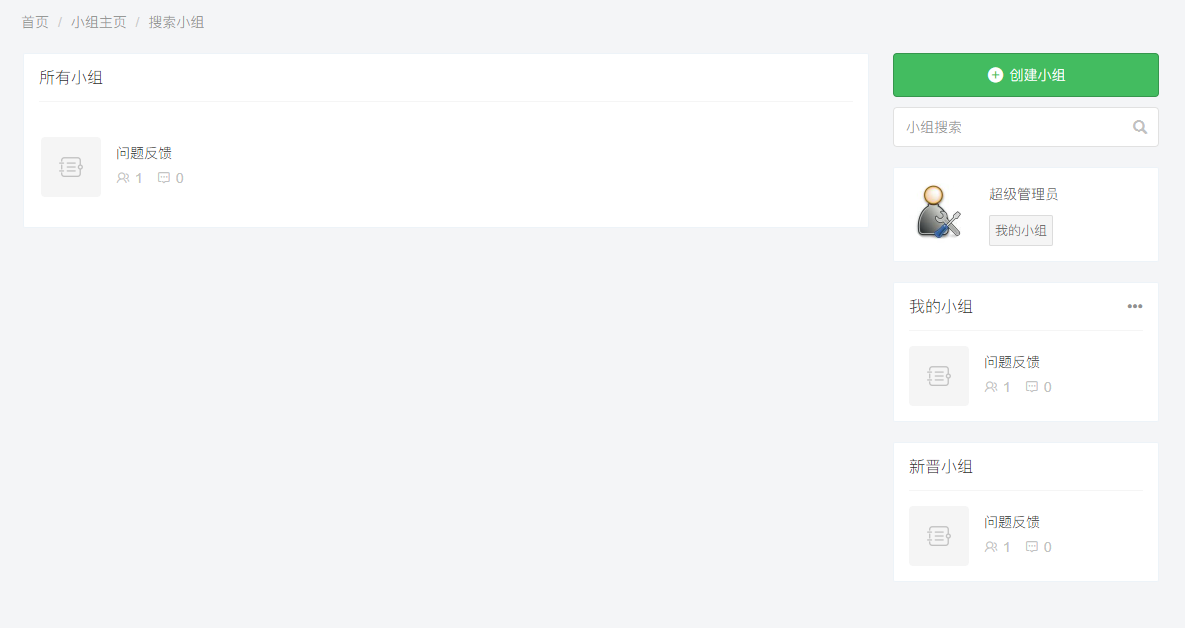 首页 / 小组主页 / 搜索小组
所有小组
问题反馈
1 0
创建小组
小组搜索
超级管理员
我的小组
我的小组
问题反馈
1 0
新晋小组
问题反馈
1 0